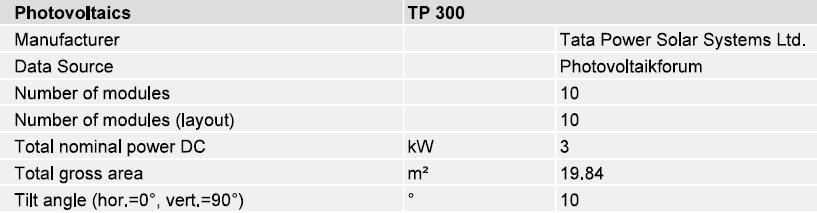 Photovoltaics TP 300
Manufacturer Tata Power Solar Systems Ltd.
Data Source Photovoltaikforum
Number of modules 10
Number of modules (layout) 10
Total nominal power DC kW 3
Total gross area m² 19.84
Tilt angle (hor.=0°, vert.=90°) ° 10